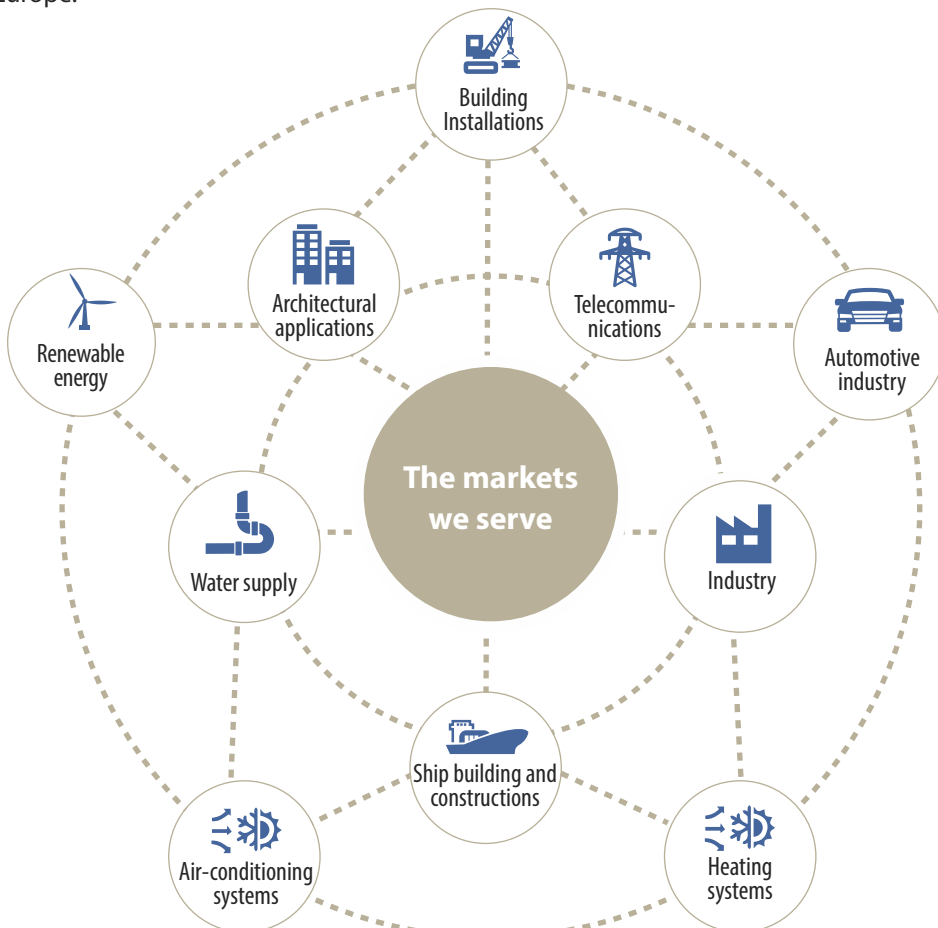 Europe.
Building
Installations
Architectural
applications
Telecommu-
nications
Renewable
energy
Automotive
industry
The markets
we serve
Water supply
Industry
Ship building and
constructions
Air-conditioning
systems
Heating
systems